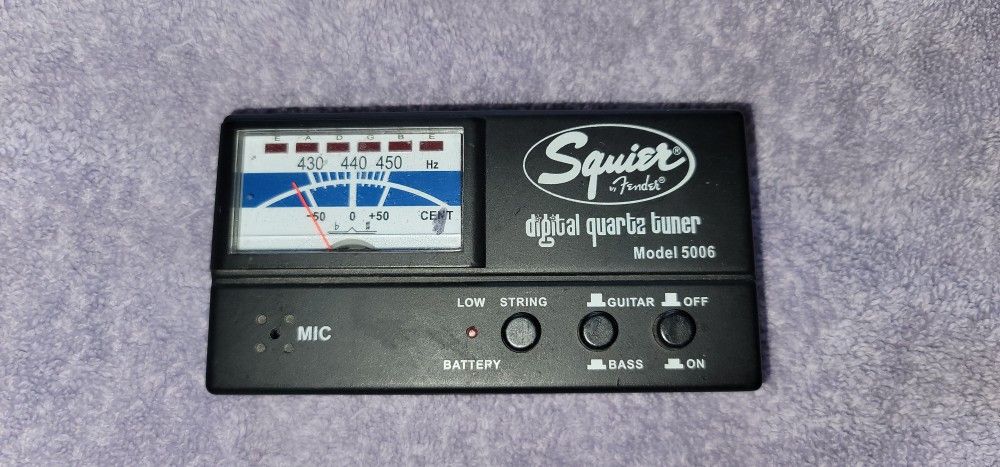 E A D G B E
430 440 450 Hz
-50 0 +50 CENT
♭ #
Squier®
by Fender®
digital quartz tuner
Model 5006
MIC
LOW
BATTERY
STRING
GUITAR
BASS
OFF
ON